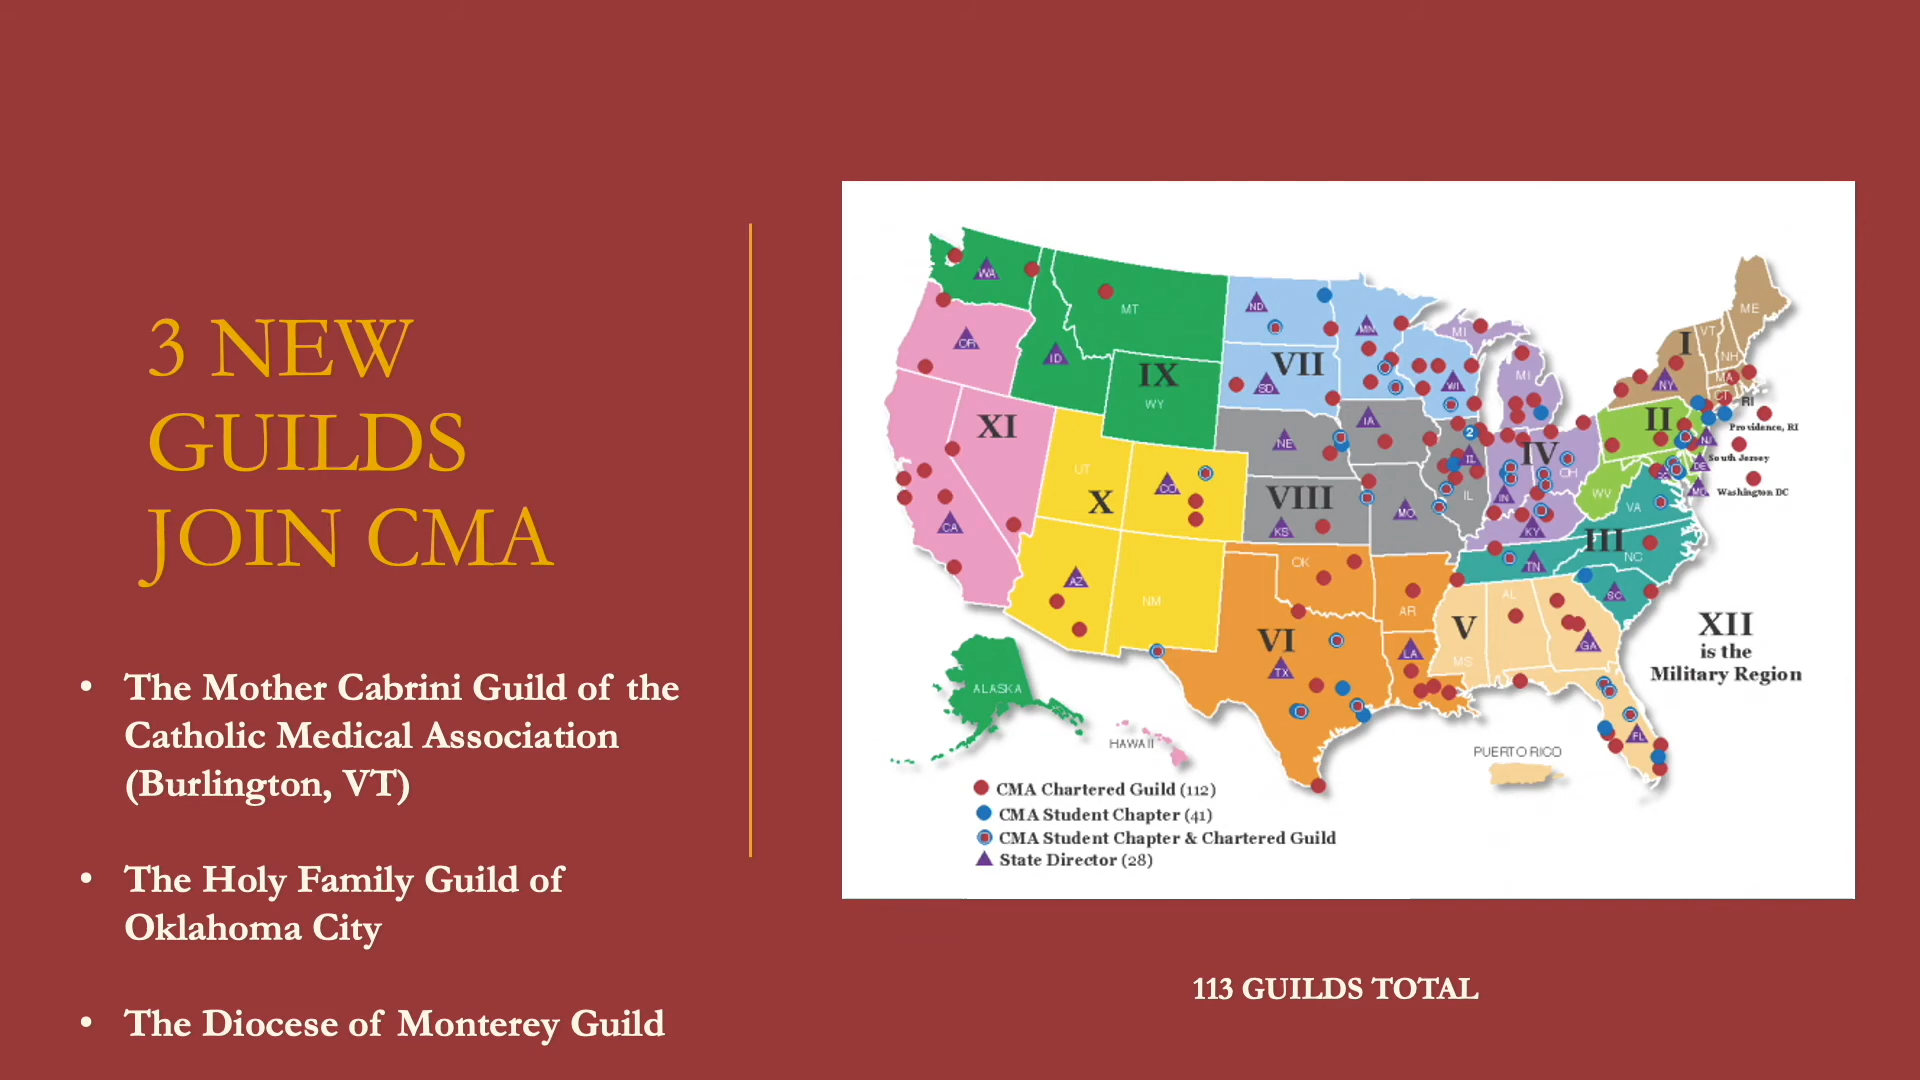 3 NEW
GUILDS
JOIN CMA
• The Mother Cabrini Guild of the
Catholic Medical Association
(Burlington, VT)
• The Holy Family Guild of
Oklahoma City
• The Diocese of Monterey Guild
WA
MT
ND
MN
MI
ME
VT
I
NH
OR
ID
IX
WY
VII
SD
WI
MI
NY
MA
CT
RI
Providence, RI
XI
NE
IA
2
IL
IV
OH
II
NJ
South Jersey
DE
MD
Washington DC
UT
X
CO
VIII
KS
MO
IL
IN
KY
WV
VA
III
NC
CA
AZ
NM
OK
AR
TN
SC
AL
V
MS
GA
VI
TX
LA
FL
XII
is the
Military Region
ALASKA
HAWAII
PUERTO RICO
CMA Chartered Guild (112)
CMA Student Chapter (41)
CMA Student Chapter & Chartered Guild
State Director (28)
113 GUILDS TOTAL